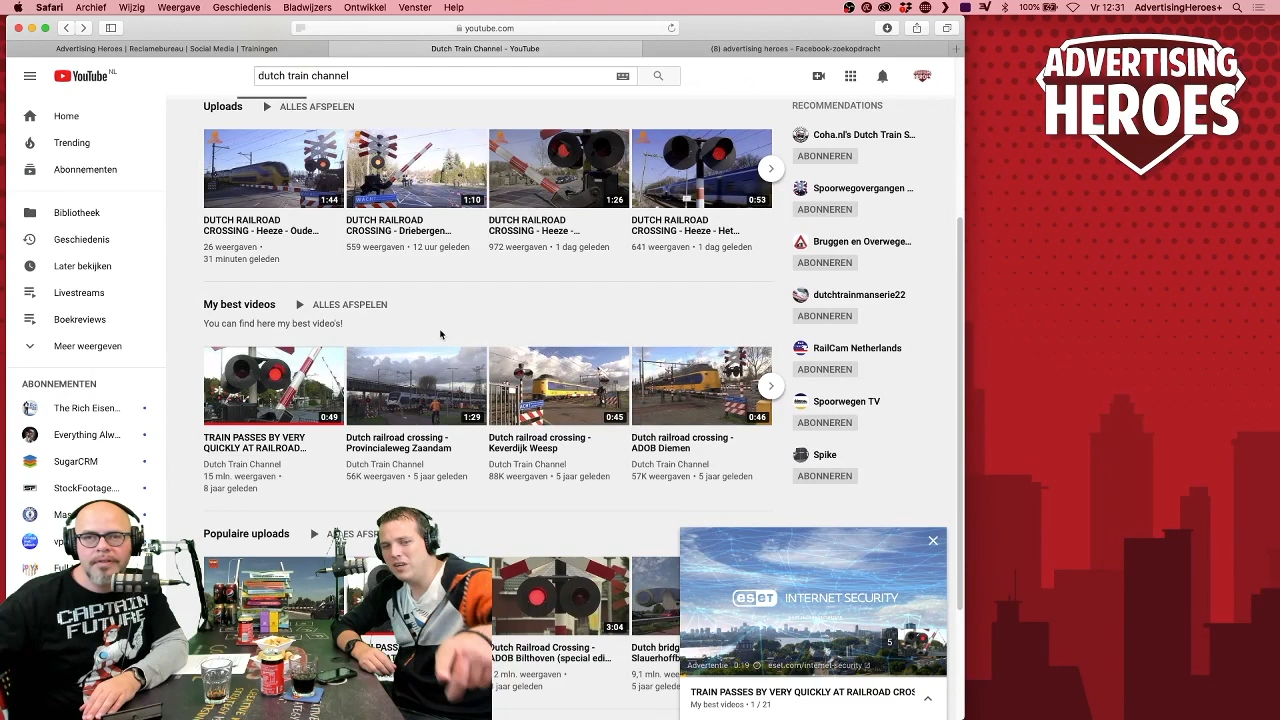 Safari Archief Wijzig Weergave Geschiedenis Bladwijzers Ontwikkel Venster Help 100% Vr 12:31 AdvertisingHeroes+
youtube.com
Advertising Heroes | Reclamebureau | Social Media | Trainingen
Dutch Train Channel - YouTube
(8) advertising heroes - Facebook-zoekopdracht
YouTube NL
dutch train channel
ADVERTISING
HEROES
Home
Trending
Abonnementen
Bibliotheek
Geschiedenis
Later bekijken
Livestreams
Boekreviews
Meer weergeven
ABONNEMENTEN
The Rich Eisen...
Everything Alw...
SugarCRM
StockFootage....
Uploads ALLES AFSPELEN
1:44
1:10
1:26
0:53
DUTCH RAILROAD
CROSSING - Heeze - Oude...
26 weergaven •
31 minuten geleden
DUTCH RAILROAD
CROSSING - Driebergen...
559 weergaven • 12 uur geleden
DUTCH RAILROAD
CROSSING - Heeze -...
972 weergaven • 1 dag geleden
DUTCH RAILROAD
CROSSING - Heeze - Het...
641 weergaven • 1 dag geleden
My best videos ALLES AFSPELEN
You can find here my best video's!
0:49
1:29
0:45
0:46
TRAIN PASSES BY VERY
QUICKLY AT RAILROAD...
Dutch Train Channel
15 mln. weergaven •
8 jaar geleden
Dutch railroad crossing -
Provincialeweg Zaandam
Dutch Train Channel
56K weergaven • 5 jaar geleden
Dutch railroad crossing -
Keverdijk Weesp
Dutch Train Channel
88K weergaven • 5 jaar geleden
Dutch railroad crossing -
ADOB Diemen
Dutch Train Channel
57K weergaven • 5 jaar geleden
Populaire uploads
3:04
Railroad Crossing -
ADOB Bilthoven (special edi...
Dutch
RECOMMENDATIONS
Coha.nl's Dutch Train S...
ABONNEREN
Spoorwegovergangen ...
ABONNEREN
Bruggen en Overwege...
ABONNEREN
dutchtrainmanserie22
ABONNEREN
RailCam Netherlands
ABONNEREN
Spoorwegen TV
ABONNEREN
Spike
ABONNEREN
eset INTERNET SECURITY
5
Advertentie · 0:19 eset.com/internet-security
TRAIN PASSES BY VERY QUICKLY AT RAILROAD CROS
My best videos • 1 / 21
CAPTAIN
FUTURE